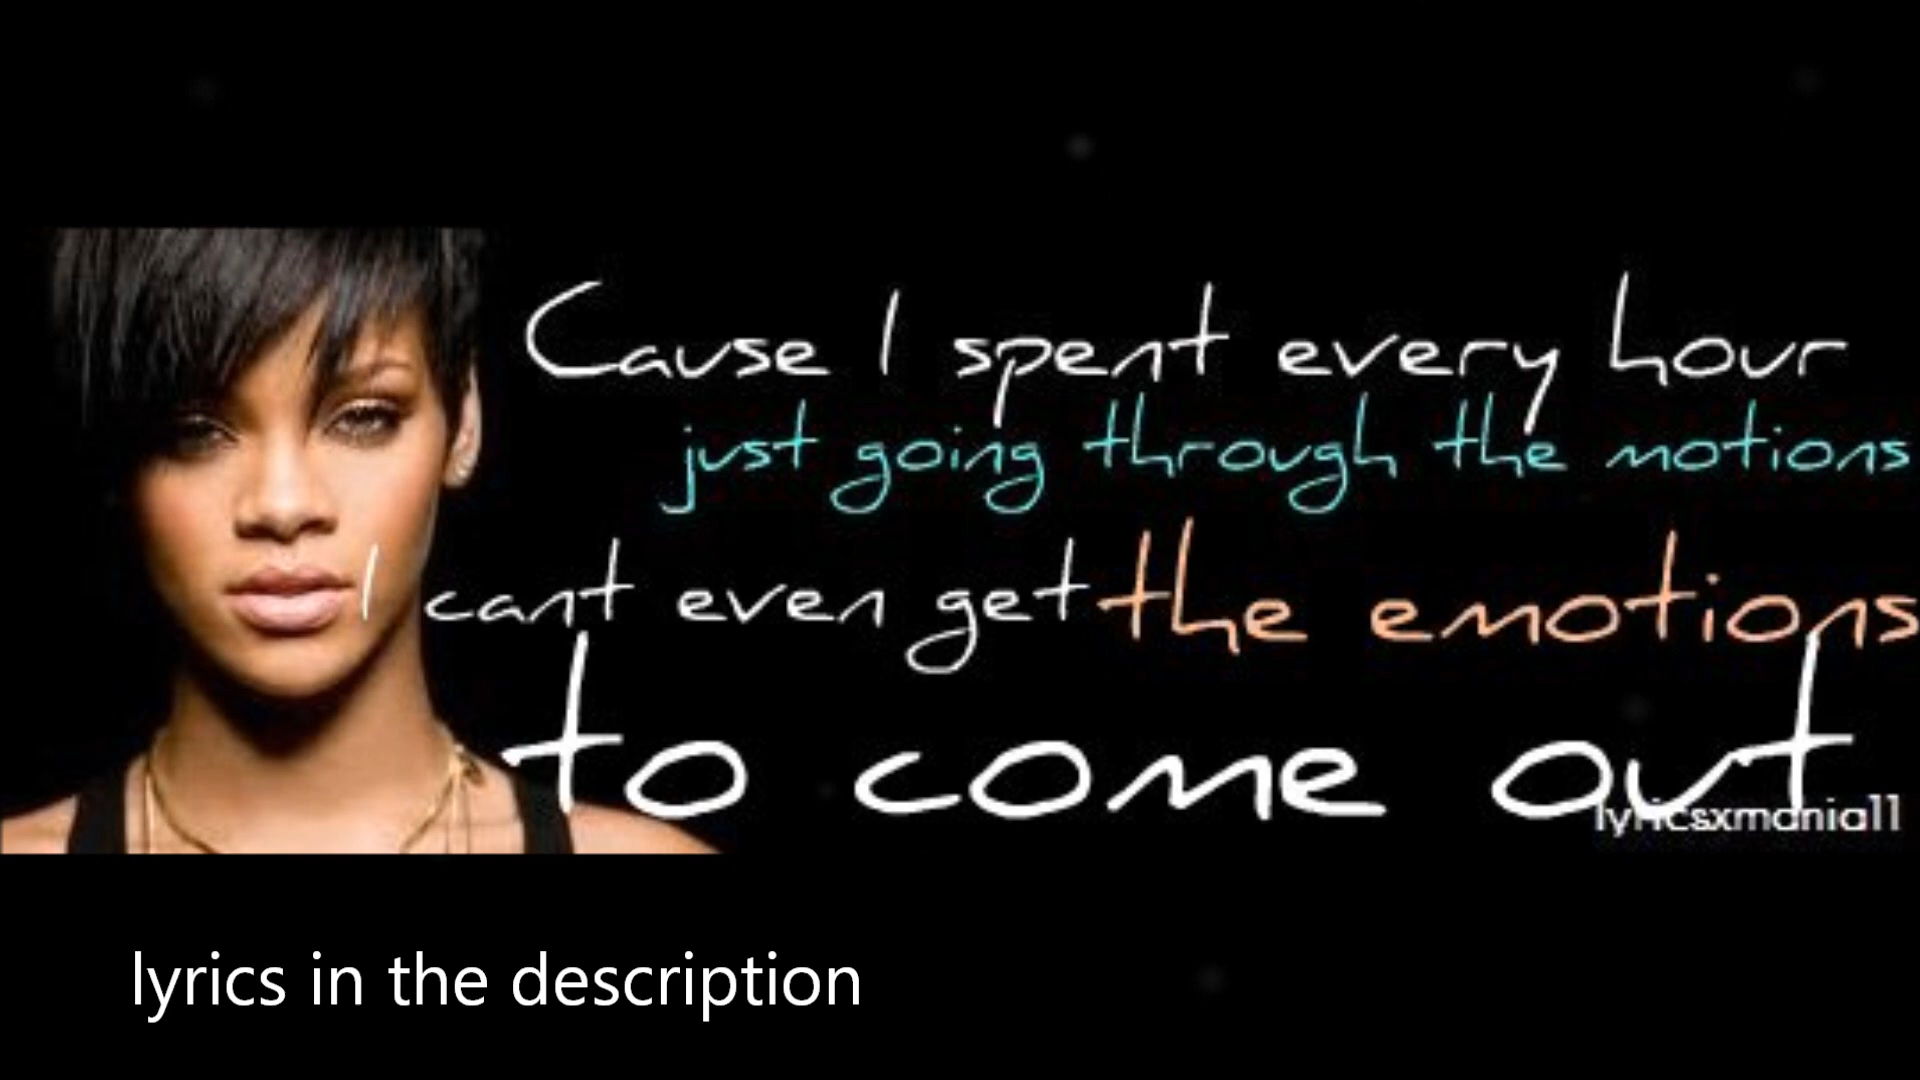 Cause I spent every hour
just going through the motions
I cant even get the emotions
to come out
lyricsxmania11
lyrics in the description